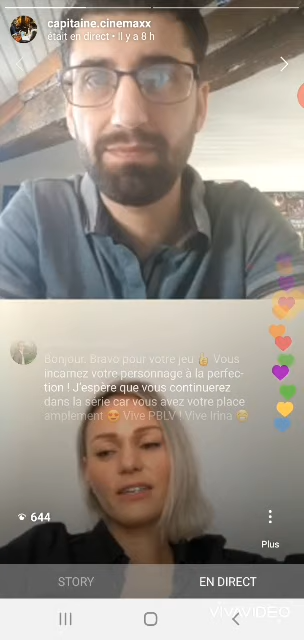 capitaine.cinemaxx
était en direct • Il y a 8 h
Bonjour. Bravo pour votre jeu 👌 Vous
incarnez votre personnage à la perfec-
tion ! J'espère que vous continuerez
dans la série car vous avez votre place
amplement 😍 Vive PBLV ! Vive Irina 😊
644
Plus
STORY
EN DIRECT
VIVAVIDEO